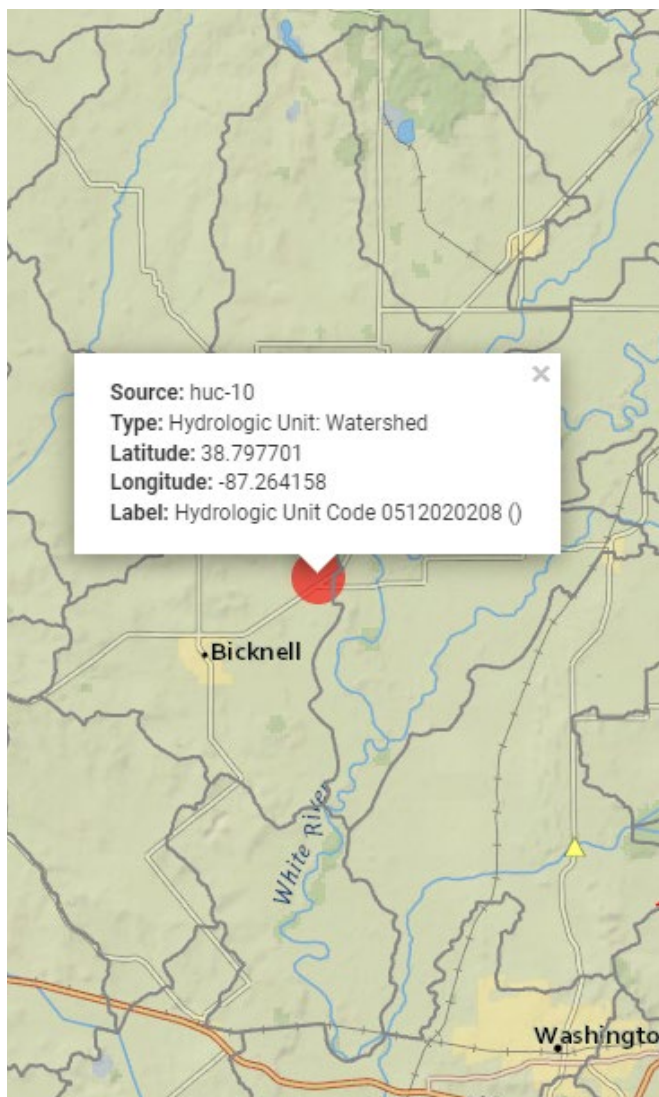 Source: huc-10
Type: Hydrologic Unit: Watershed
Latitude: 38.797701
Longitude: -87.264158
Label: Hydrologic Unit Code 0512020208 ()
Bicknell
White River
Washingto